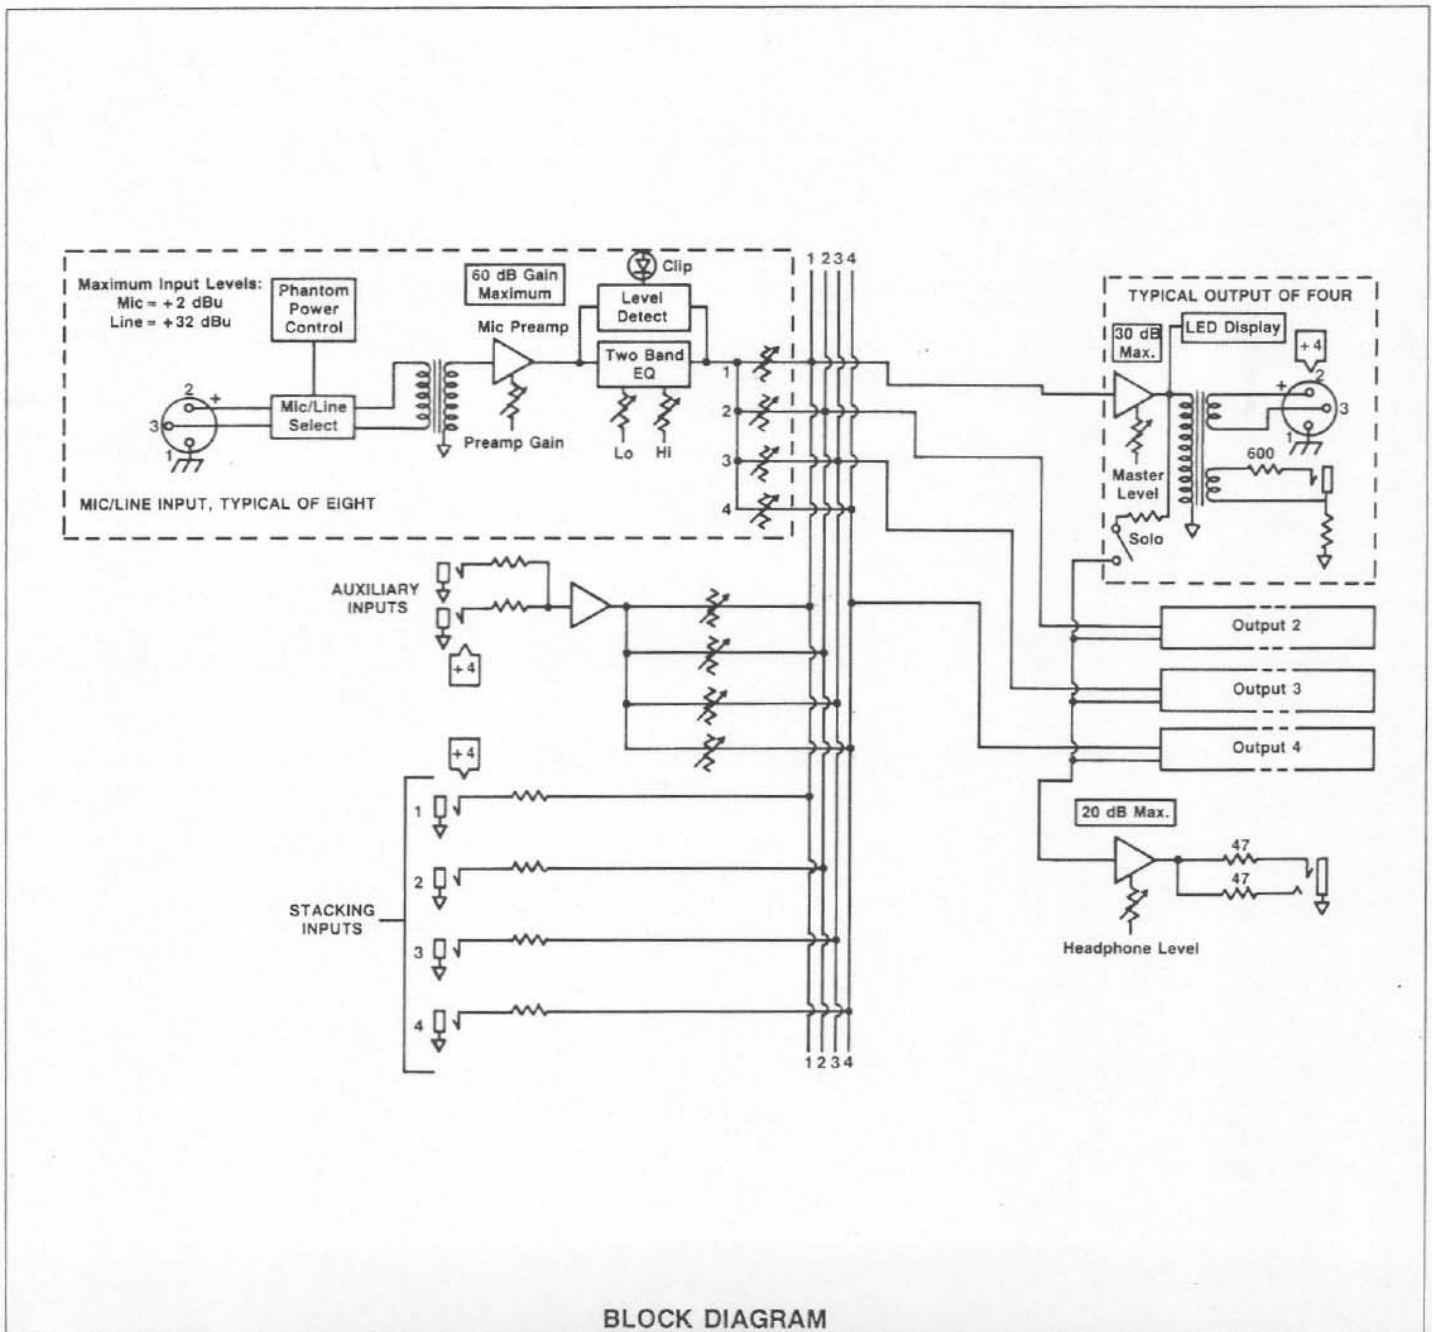 Maximum Input Levels:
Mic = +2 dBu
Line = +32 dBu
Phantom
Power
Control
60 dB Gain
Maximum
Clip
Level
Detect
Mic Preamp
Two Band
EQ
2
+
3
1
Mic/Line
Select
Preamp Gain
Lo Hi
1
2
3
4
MIC/LINE INPUT, TYPICAL OF EIGHT
1 2 3 4
TYPICAL OUTPUT OF FOUR
30 dB
Max.
LED Display
+4
+
2
3
1
Master
Level
600
Solo
AUXILIARY
INPUTS
+4
Output 2
Output 3
Output 4
+4
STACKING
INPUTS
1
2
3
4
1 2 3 4
20 dB Max.
47
47
Headphone Level
BLOCK DIAGRAM